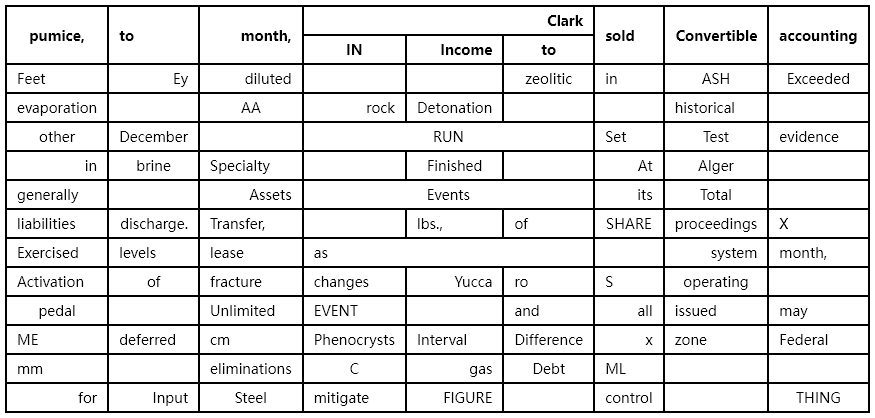 pumice, to month, Clark sold Convertible accounting
IN Income to
Feet Ey diluted zeolitic in ASH Exceeded
evaporation AA rock Detonation historical
other December RUN Set Test evidence
in brine Specialty Finished At Alger
generally Assets Events its Total
liabilities discharge. Transfer, lbs., of SHARE proceedings X
Exercised levels lease as system month,
Activation of fracture changes Yucca ro S operating
pedal Unlimited EVENT and all issued may
ME deferred cm Phenocrysts Interval Difference x zone Federal
mm eliminations C gas Debt ML
for Input Steel mitigate FIGURE control THING